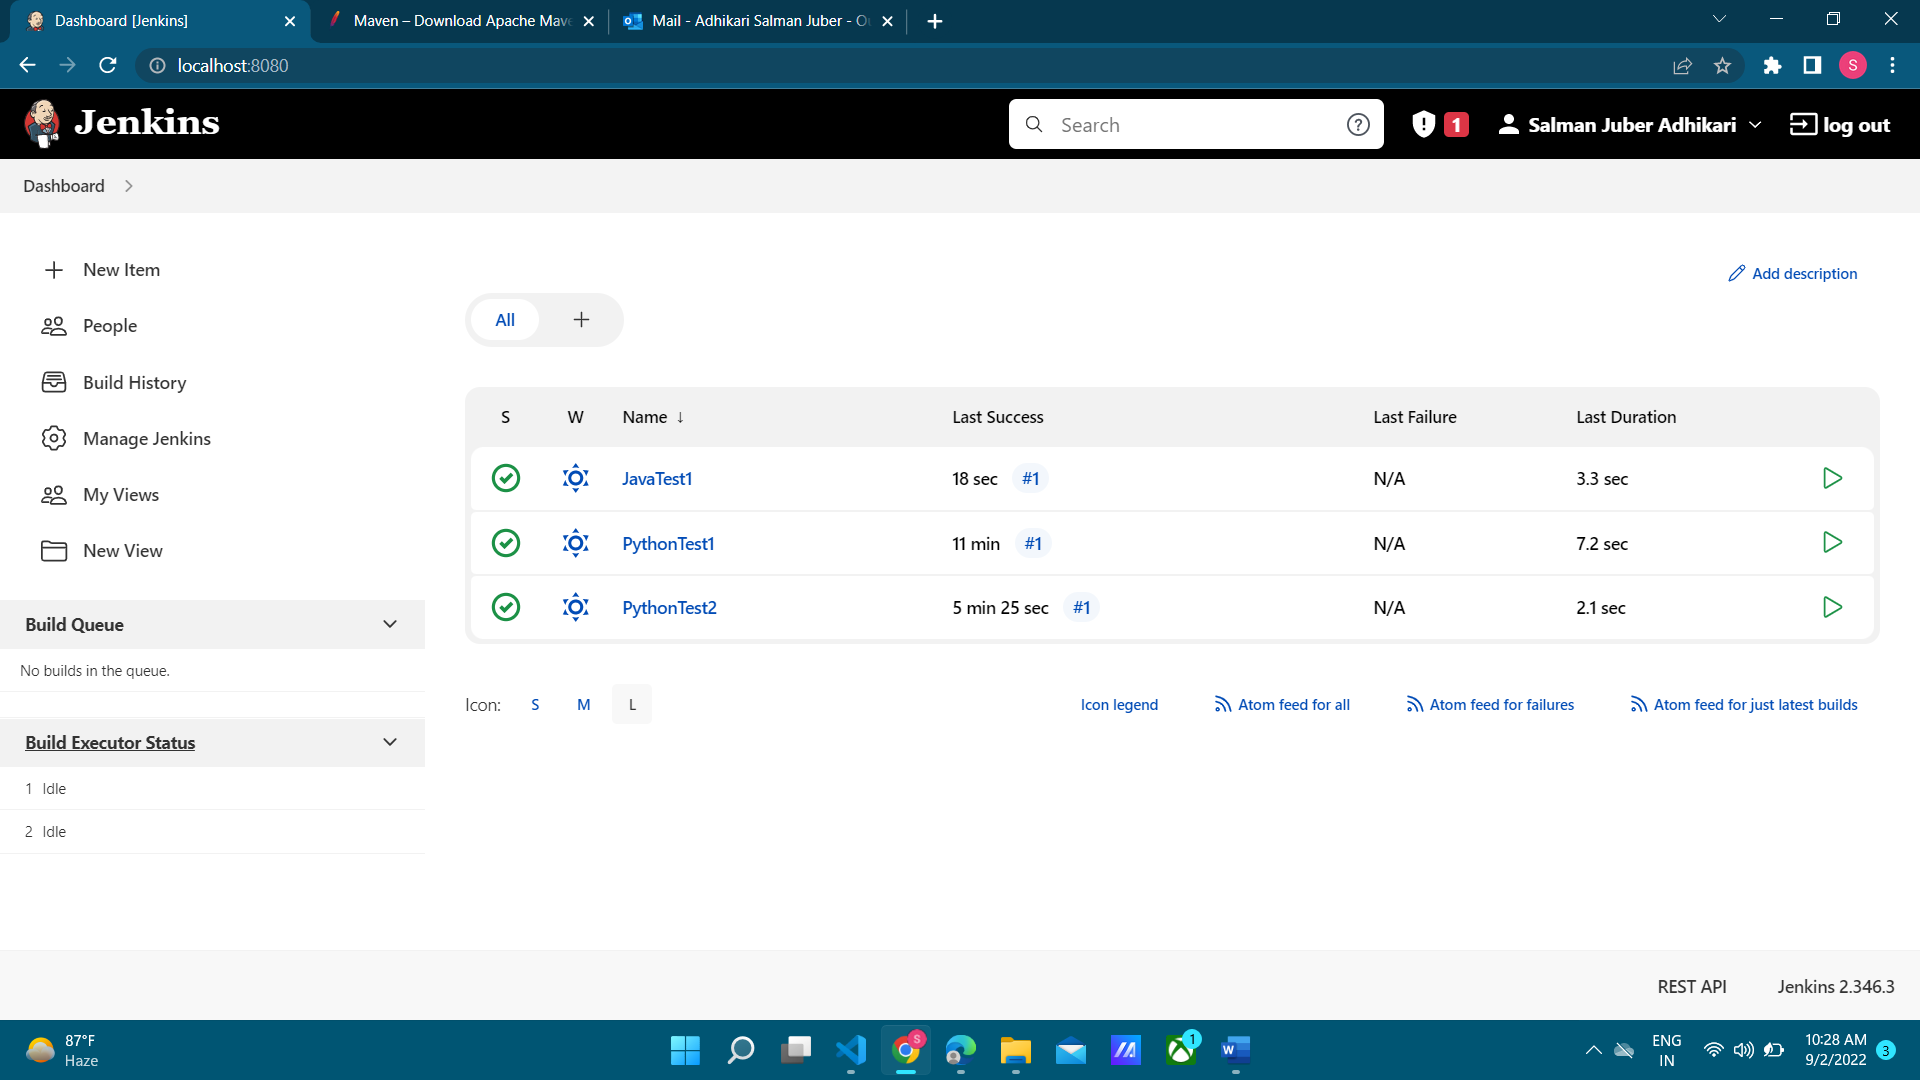 Dashboard [Jenkins]
Maven – Download Apache Mav
Mail - Adhikari Salman Juber - Ou
localhost:8080
S
Jenkins
Search
1
Salman Juber Adhikari
log out
Dashboard
New Item
People
Build History
Manage Jenkins
My Views
New View
Add description
All
S W Name ↓ Last Success Last Failure Last Duration
JavaTest1 18 sec #1 N/A 3.3 sec
PythonTest1 11 min #1 N/A 7.2 sec
PythonTest2 5 min 25 sec #1 N/A 2.1 sec
Icon: S M L
Icon legend
Atom feed for all
Atom feed for failures
Atom feed for just latest builds
Build Queue
No builds in the queue.
Build Executor Status
1 Idle
2 Idle
REST API
Jenkins 2.346.3
87°F
Haze
S
1
W
ENG
IN
10:28 AM
9/2/2022
3